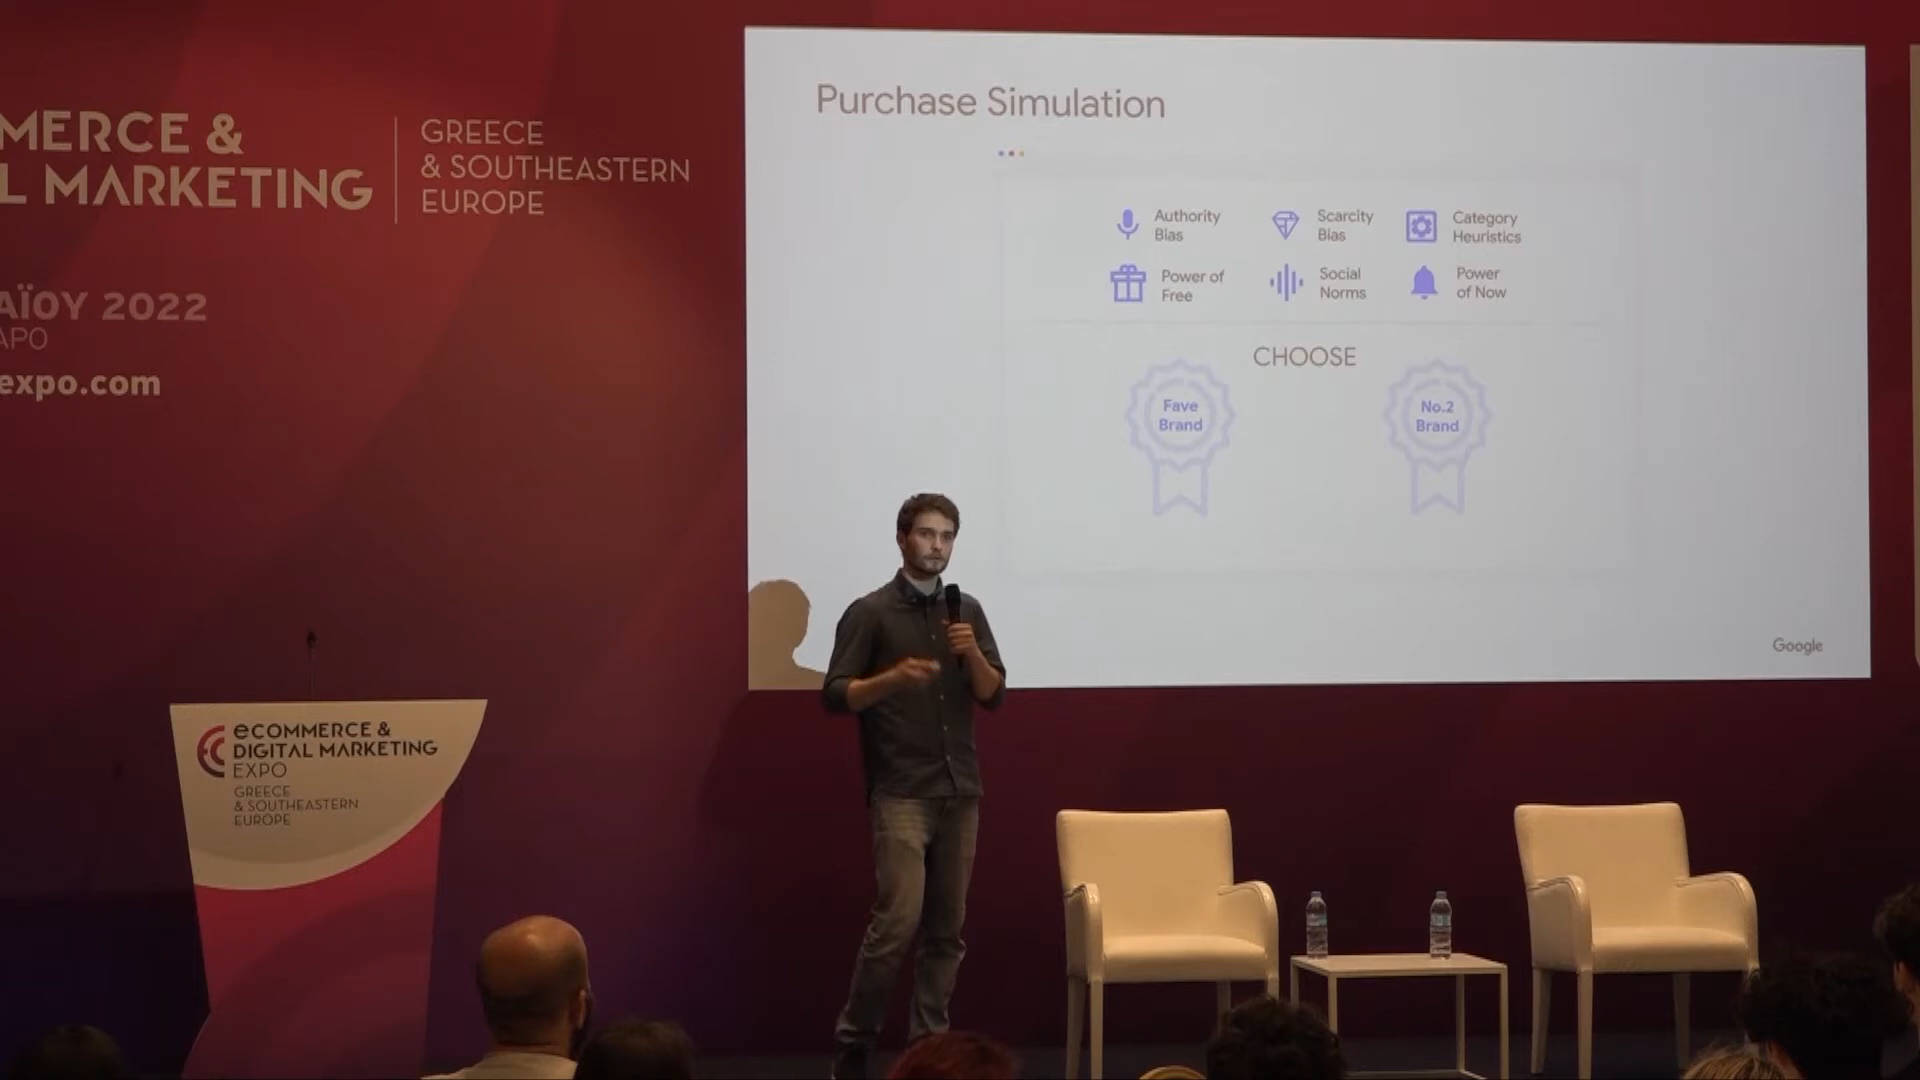 MERCE &
L MARKETING
GREECE
& SOUTHEASTERN
EUROPE
ΑΪΟΥ 2022
APO
expo.com
Purchase Simulation
Authority
Bias
Scarcity
Bias
Category
Heuristics
Power of
Free
Social
Norms
Power
of Now
CHOOSE
Fave
Brand
No.2
Brand
Google
eCOMMERCE &
DIGITAL MARKETING
EXPO
GREECE
& SOUTHEASTERN
EUROPE